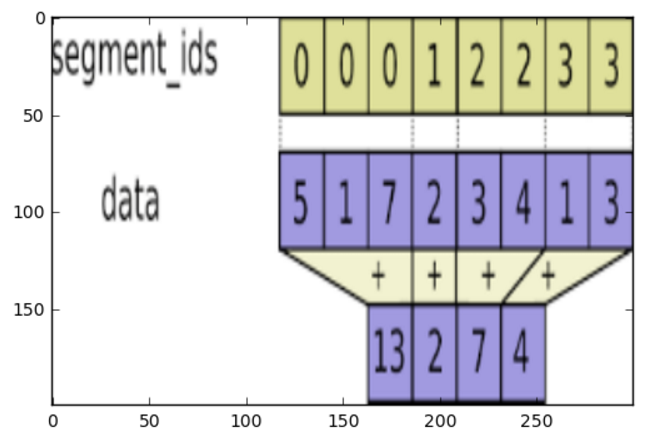 0
segment_ids 0 0 0 1 2 2 3 3
50
data 5 1 7 2 3 4 1 3
100
+ + + +
150
13 2 7 4
0 50 100 150 200 250